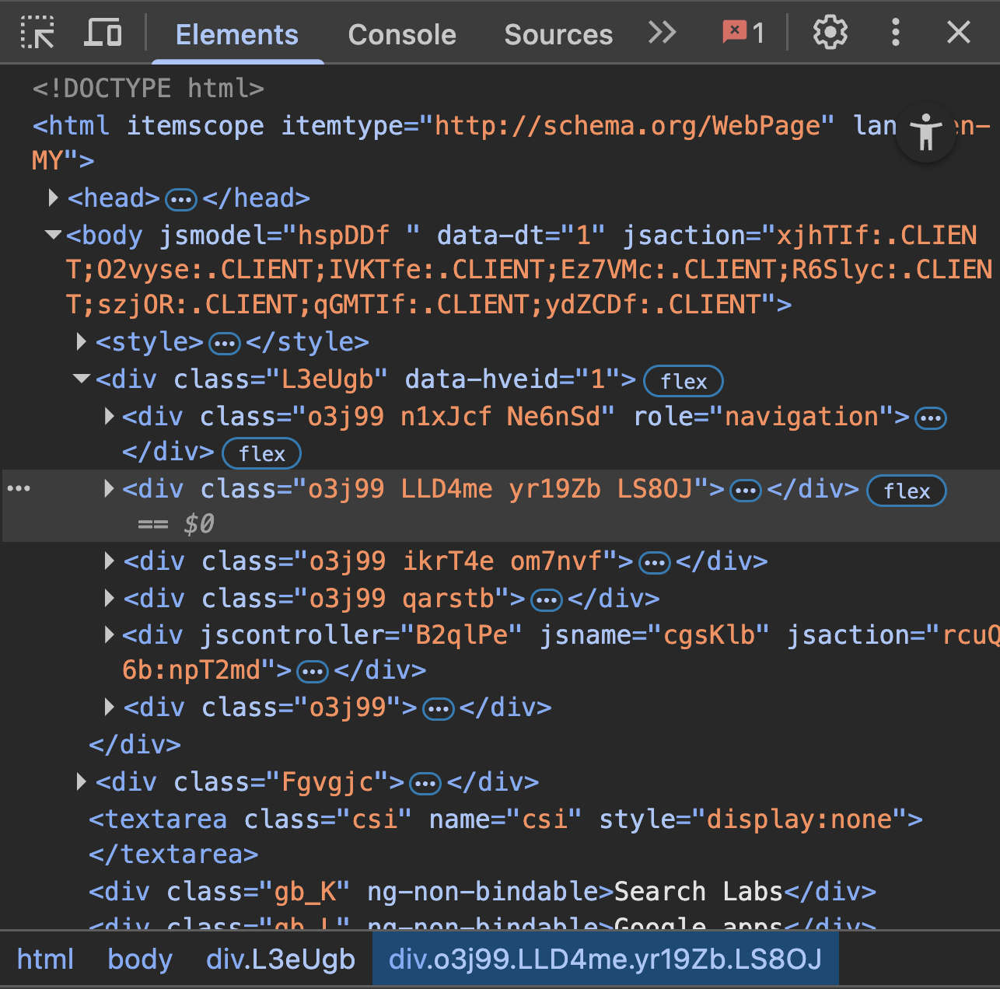 Elements Console Sources 1
<!DOCTYPE html>
<html itemscope itemtype="http://schema.org/WebPage" lan en-
MY">
<head>…</head>
<body jsmodel="hspDDf " data-dt="1" jsaction="xjhTIf:.CLIEN
T;O2vyse:.CLIENT;IVKTfe:.CLIENT;Ez7VMc:.CLIENT;R6Slyc:.CLIEN
T;szjOR:.CLIENT;qGMTIf:.CLIENT;ydZCDf:.CLIENT">
<style>…</style>
<div class="L3eUgb" data-hveid="1"> flex
<div class="o3j99 n1xJcf Ne6nSd" role="navigation">…
</div> flex
<div class="o3j99 LLD4me yr19Zb LS8OJ">…</div> flex
== $0
<div class="o3j99 ikrT4e om7nvf">…</div>
<div class="o3j99 qarstb">…</div>
<div jscontroller="B2qlPe" jsname="cgsKlb" jsaction="rcuQ
6b:npT2md">…</div>
<div class="o3j99">…</div>
</div>
<div class="Fgvgjc">…</div>
<textarea class="csi" name="csi" style="display:none">
</textarea>
<div class="gb_K" ng-non-bindable>Search Labs</div>
<div class="gb_L" ng-non-bindable>Google apps</div>
html body div.L3eUgb div.o3j99.LLD4me.yr19Zb.LS8OJ